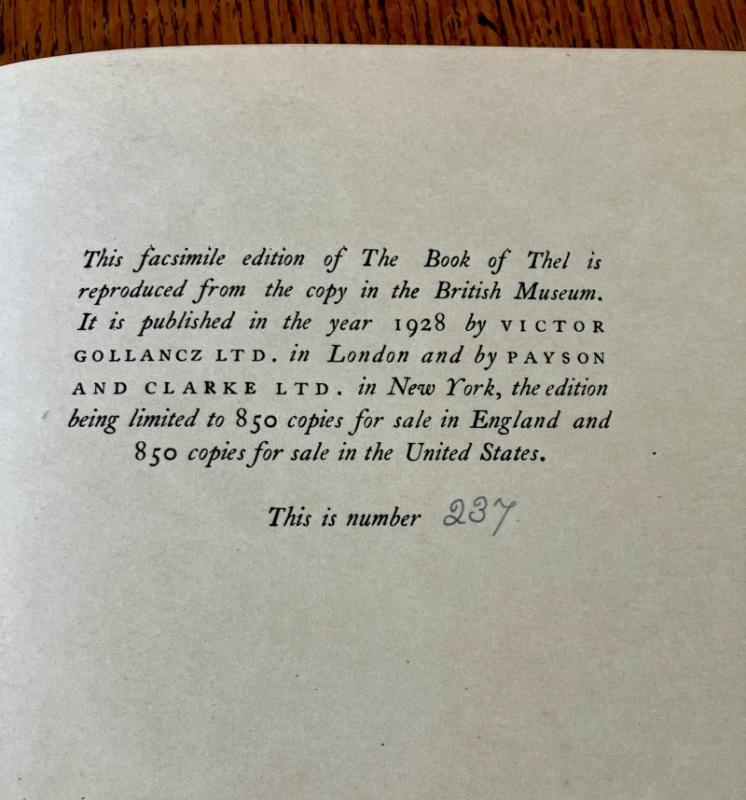 This facsimile edition of The Book of Thel is
reproduced from the copy in the British Museum.
It is published in the year 1928 by VICTOR
GOLLANCZ LTD. in London and by PAYSON
AND CLARKE LTD. in New York, the edition
being limited to 850 copies for sale in England and
850 copies for sale in the United States.
This is number 237